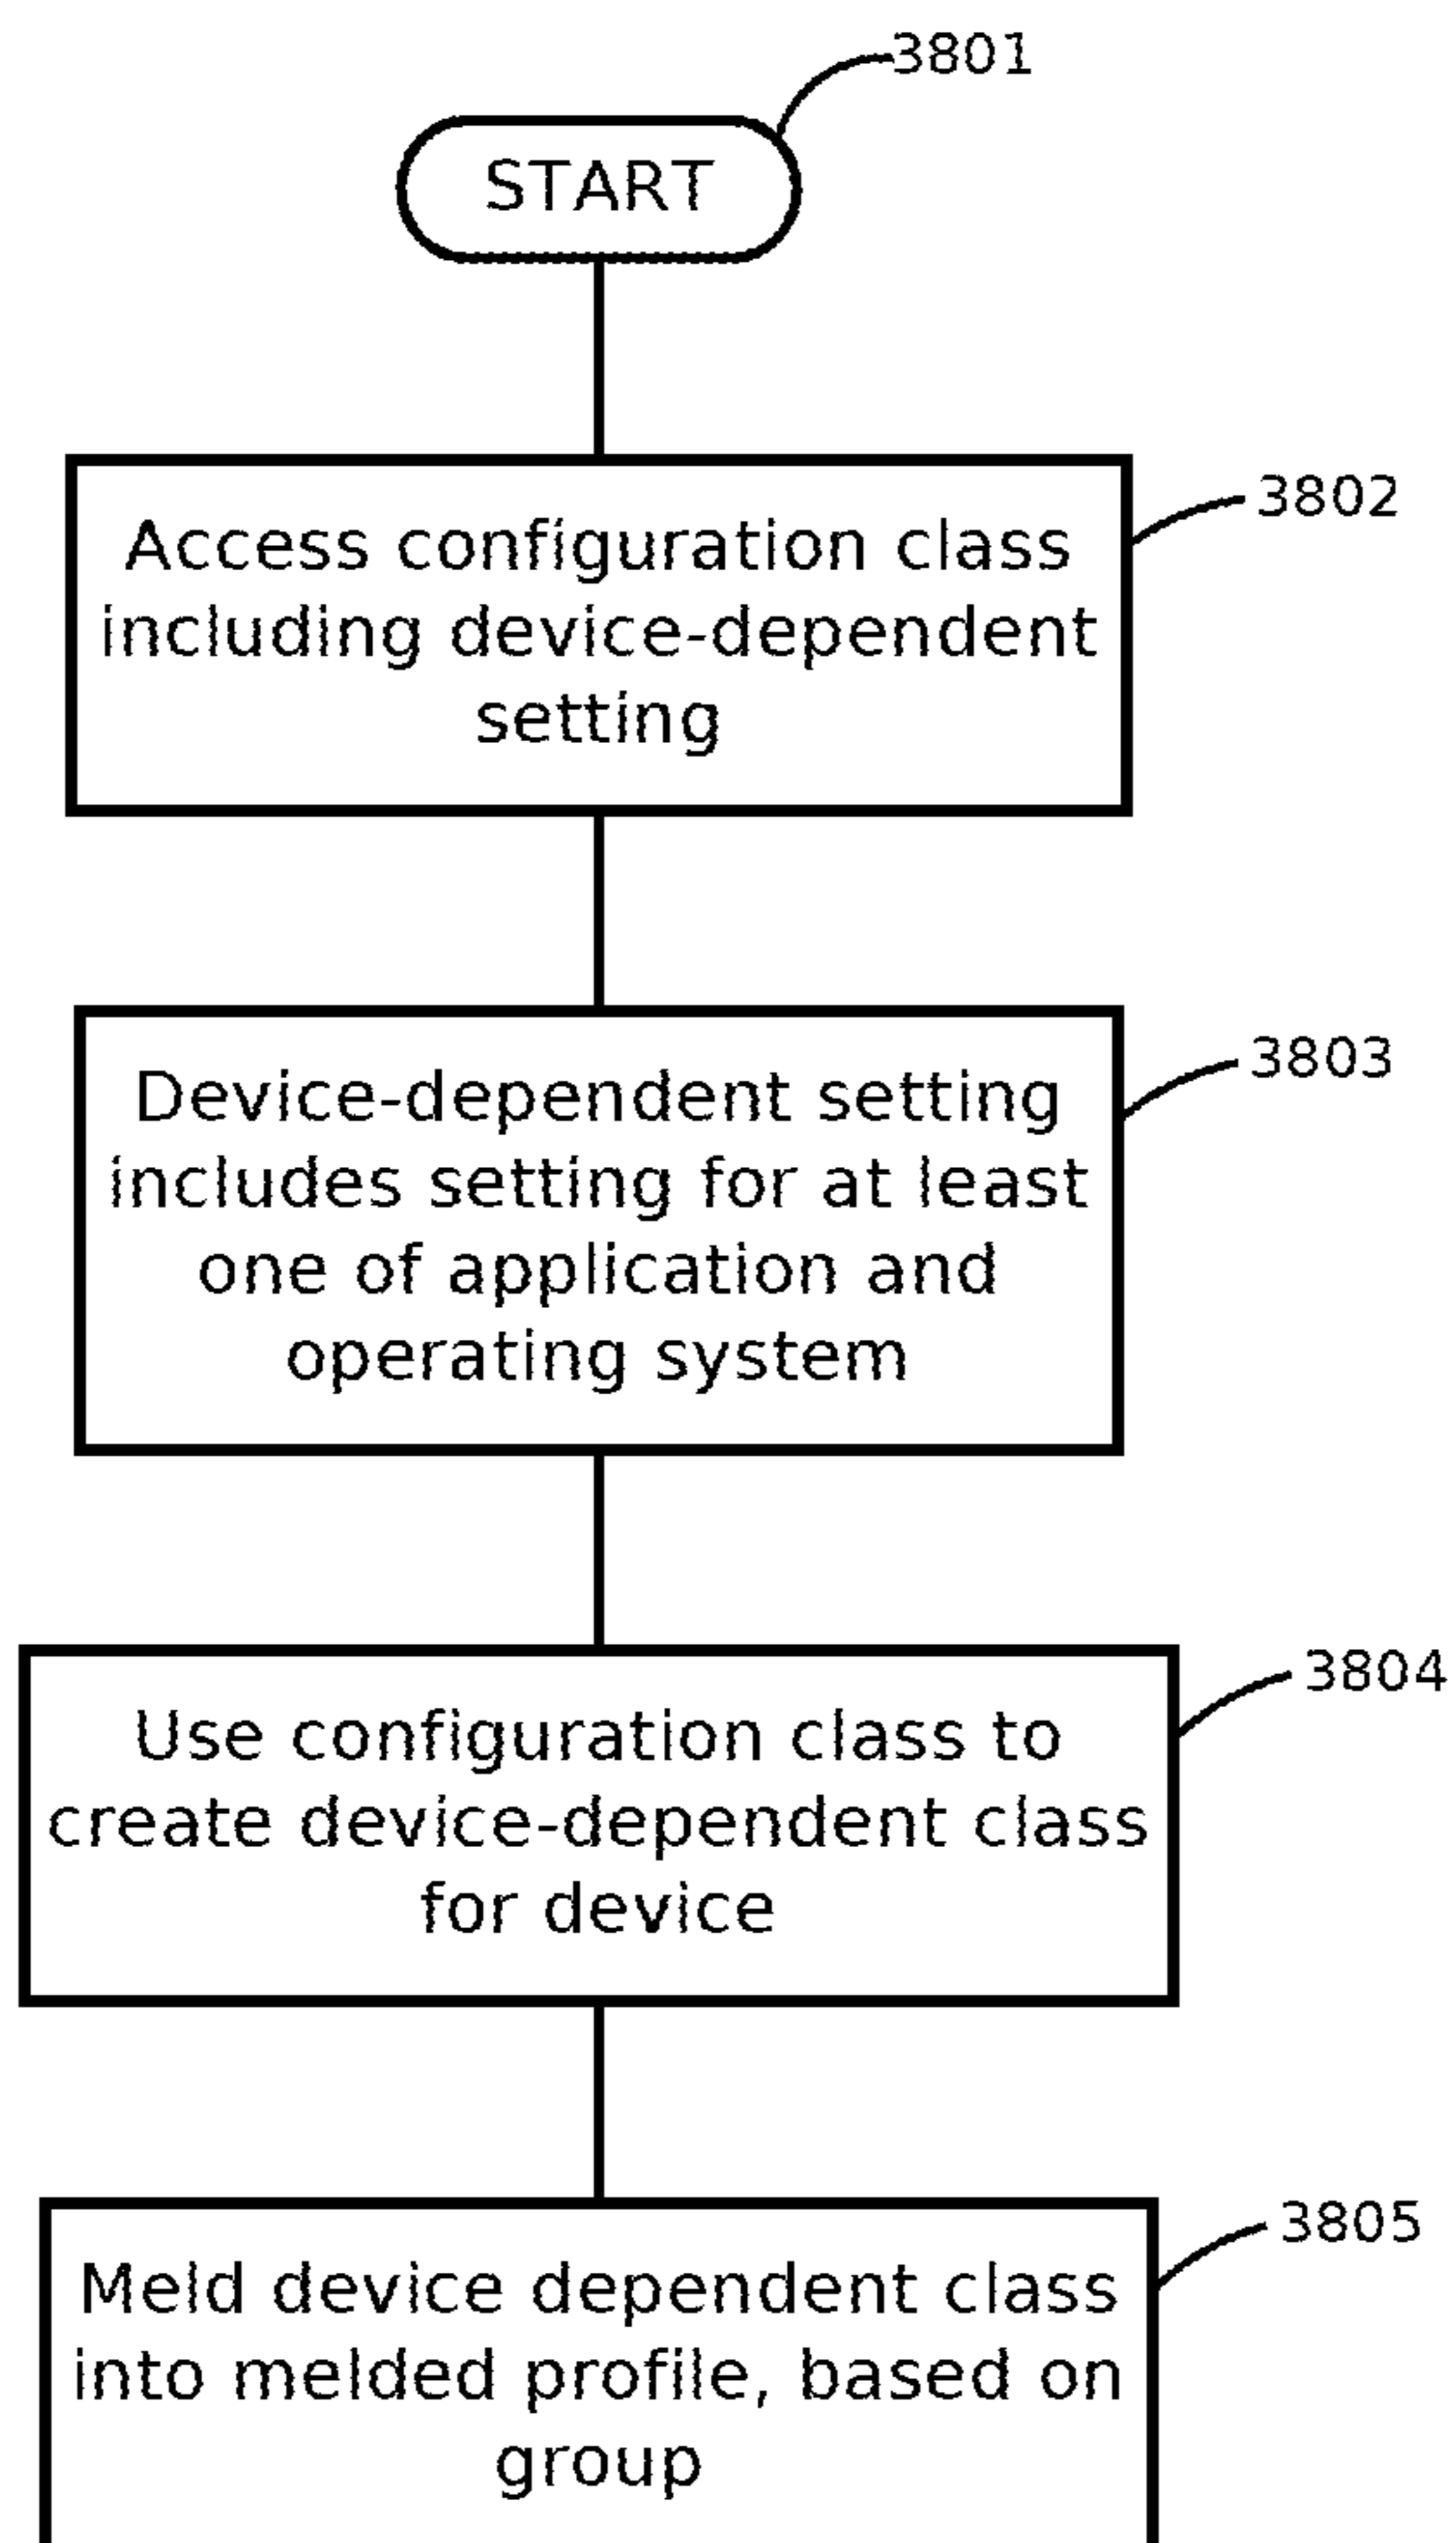 3801
START
3802
Access configuration class
including device-dependent
setting
3803
Device-dependent setting
includes setting for at least
one of application and
operating system
3804
Use configuration class to
create device-dependent class
for device
3805
Meld device dependent class
into melded profile, based on
group